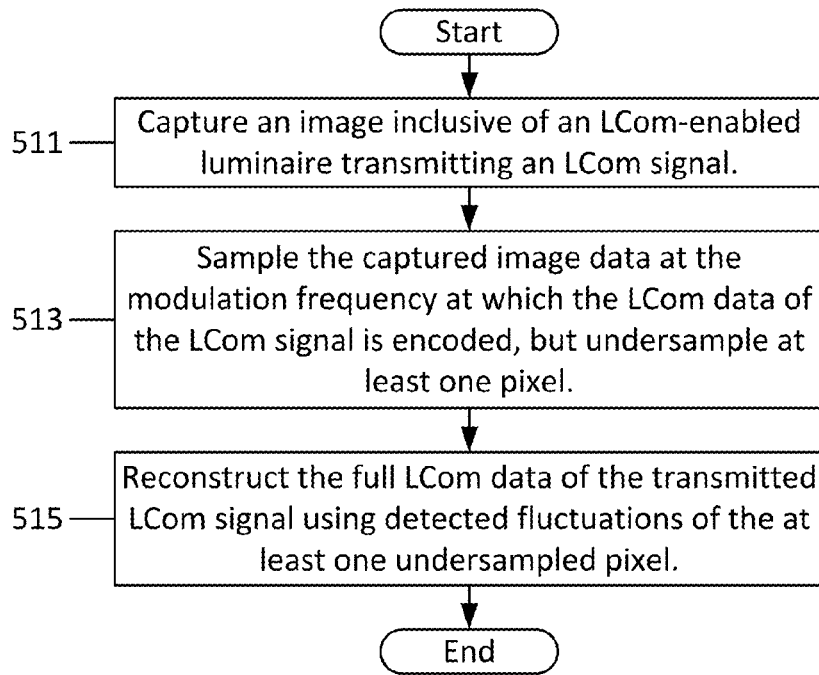 Start
511
Capture an image inclusive of an LCom-enabled
luminaire transmitting an LCom signal.
513
Sample the captured image data at the
modulation frequency at which the LCom data of
the LCom signal is encoded, but undersample at
least one pixel.
515
Reconstruct the full LCom data of the transmitted
LCom signal using detected fluctuations of the at
least one undersampled pixel.
End